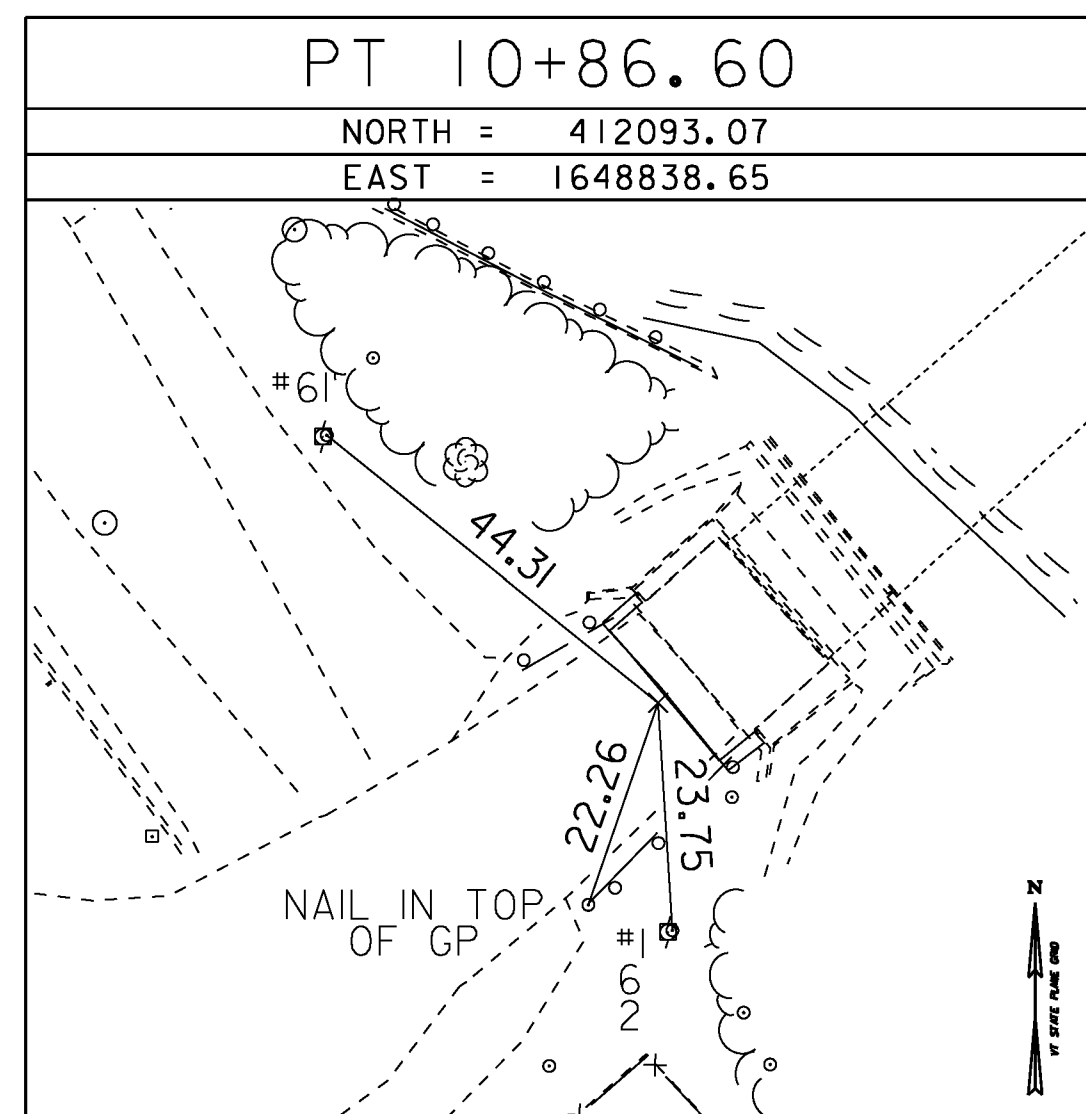 PT 10+86.60
NORTH = 412093.07
EAST = 1648838.65
#61
44.31
22.26
23.75
NAIL IN TOP
OF GP
#1
6
2
N
VT STATE PLANE GRID